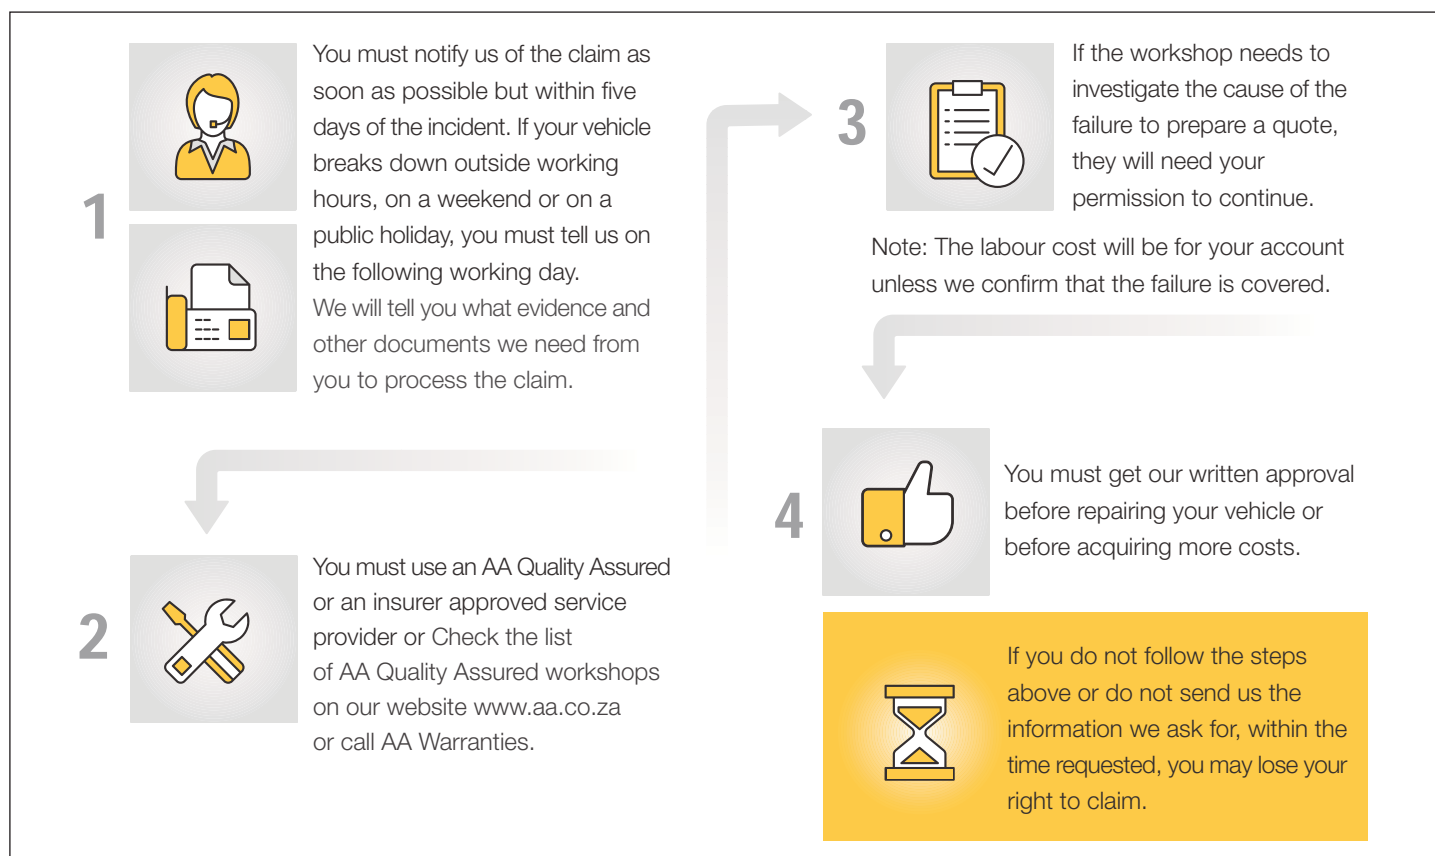 1
You must notify us of the claim as
soon as possible but within five
days of the incident. If your vehicle
breaks down outside working
hours, on a weekend or on a
public holiday, you must tell us on
the following working day.
We will tell you what evidence and
other documents we need from
you to process the claim.
2
You must use an AA Quality Assured
or an insurer approved service
provider or Check the list
of AA Quality Assured workshops
on our website www.aa.co.za
or call AA Warranties.
3
If the workshop needs to
investigate the cause of the
failure to prepare a quote,
they will need your
permission to continue.
Note: The labour cost will be for your account
unless we confirm that the failure is covered.
4
You must get our written approval
before repairing your vehicle or
before acquiring more costs.
If you do not follow the steps
above or do not send us the
information we ask for, within the
time requested, you may lose your
right to claim.